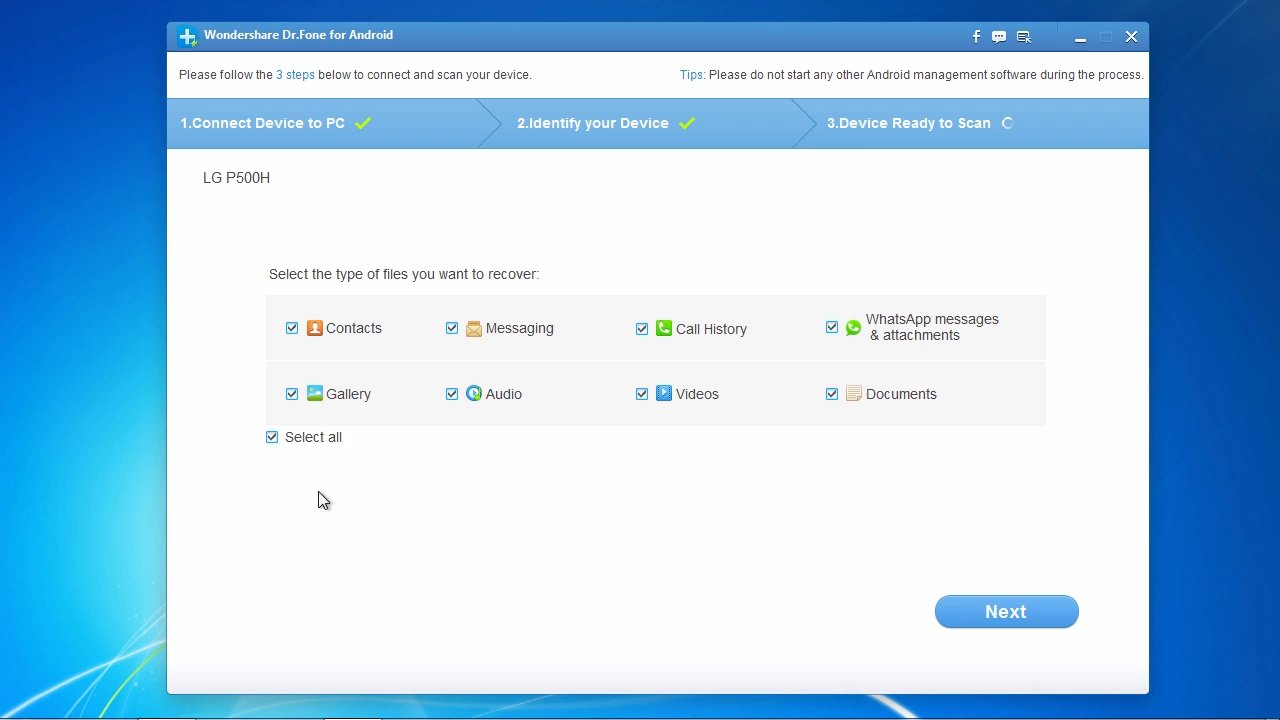 Wondershare Dr.Fone for Android
Please follow the 3 steps below to connect and scan your device.
Tips: Please do not start any other Android management software during the process.
1.Connect Device to PC
2.Identify your Device
3.Device Ready to Scan
LG P500H
Select the type of files you want to recover:
Contacts
Messaging
Call History
WhatsApp messages
& attachments
Gallery
Audio
Videos
Documents
Select all
Next